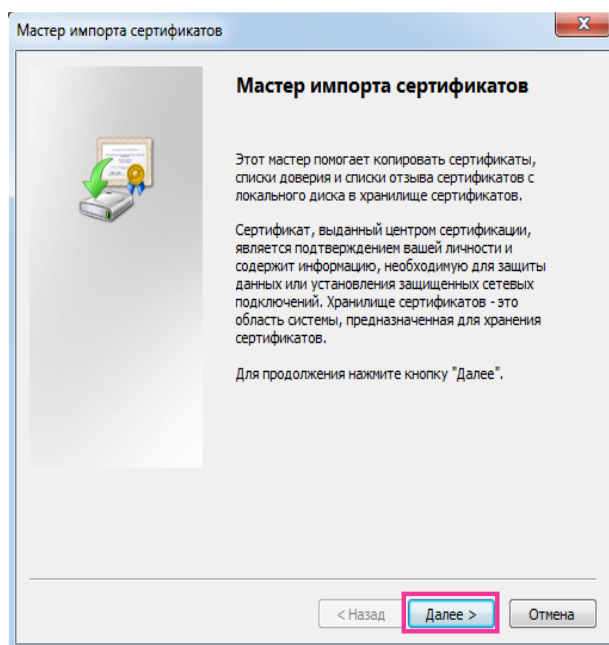 Мастер импорта сертификатов
x
Мастер импорта сертификатов
Этот мастер помогает копировать сертификаты,
списки доверия и списки отзыва сертификатов с
локального диска в хранилище сертификатов.
Сертификат, выданный центром сертификации,
является подтверждением вашей личности и
содержит информацию, необходимую для защиты
данных или установления защищенных сетевых
подключений. Хранилище сертификатов - это
область системы, предназначенная для хранения
сертификатов.
Для продолжения нажмите кнопку "Далее".
< Назад
Далее >
Отмена